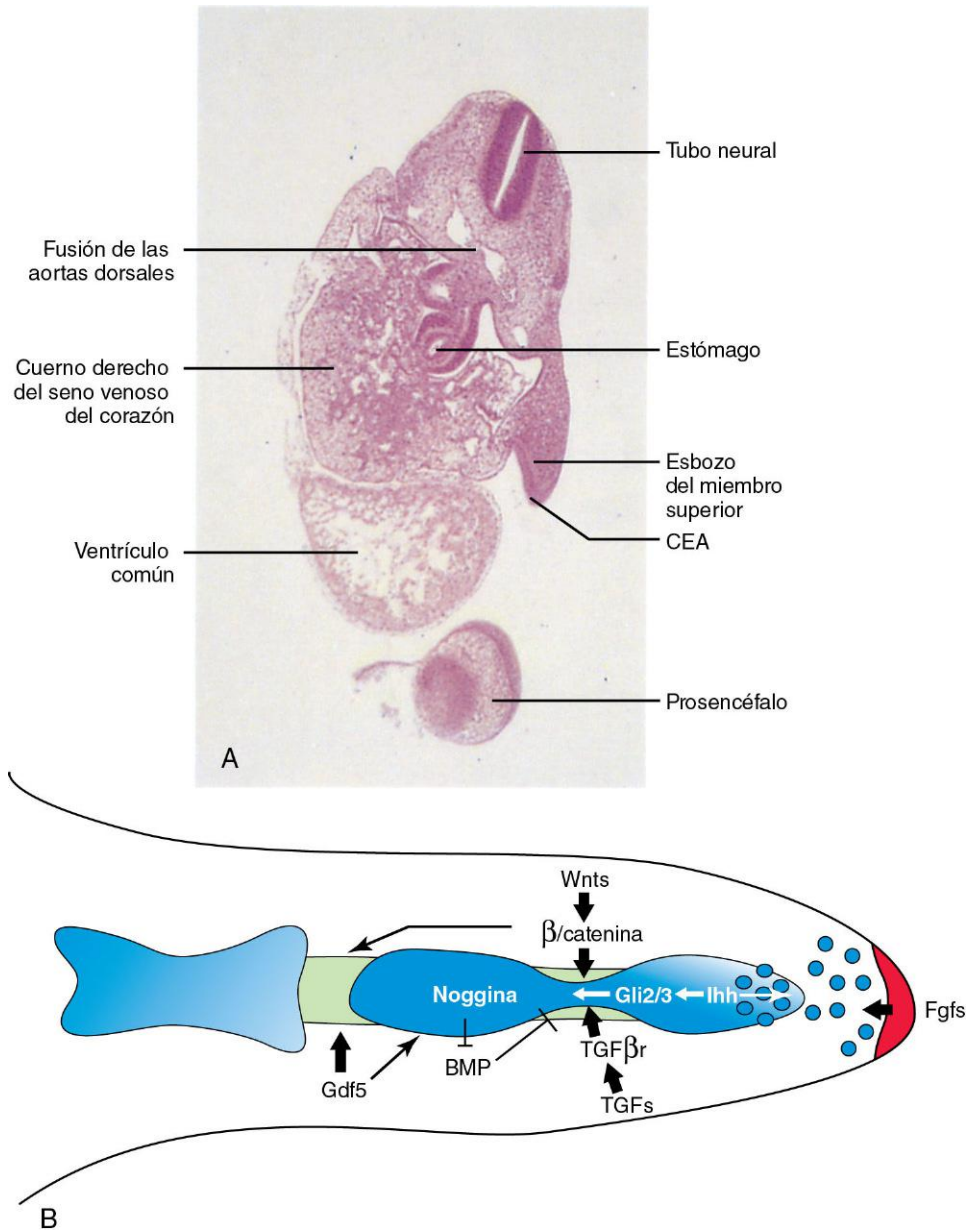 Tubo neural
Fusión de las
aortas dorsales
Estómago
Cuerno derecho
del seno venoso
del corazón
Esbozo
del miembro
superior
CEA
Ventrículo
común
Prosencéfalo
A
Wnts
β/catenina
Noggina
Gli2/3
Ihh
Fgfs
BMP
TGFβr
Gdf5
TGFs
B